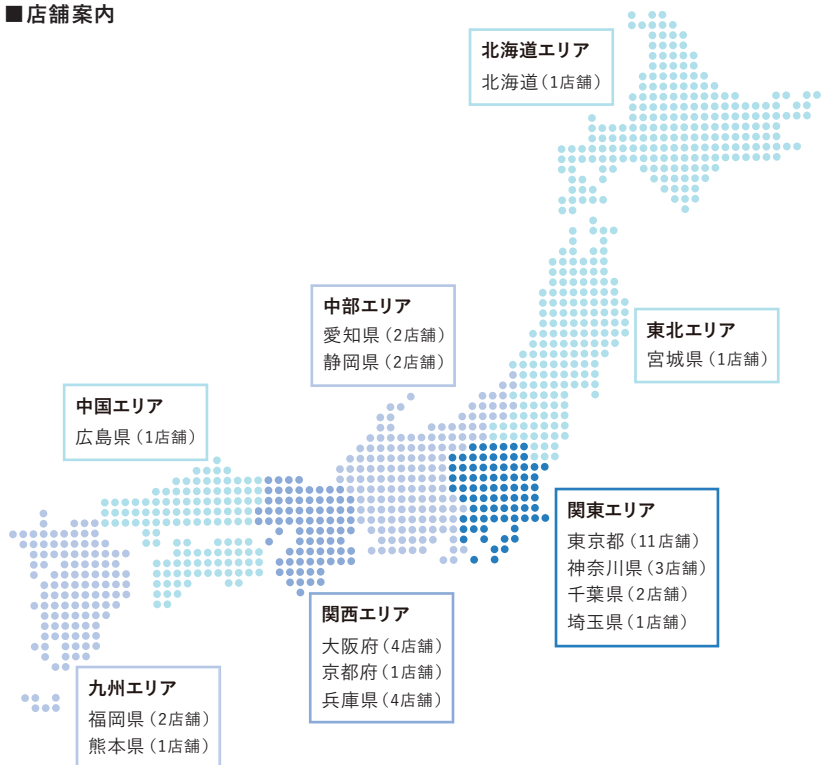 ■店舗案内
北海道エリア
北海道(1店舗)
中部エリア
愛知県(2店舗)
静岡県(2店舗)
東北エリア
宮城県(1店舗)
中国エリア
広島県(1店舗)
関東エリア
東京都(11店舗)
神奈川県(3店舗)
千葉県(2店舗)
埼玉県(1店舗)
関西エリア
大阪府(4店舗)
京都府(1店舗)
兵庫県(4店舗)
九州エリア
福岡県(2店舗)
熊本県(1店舗)